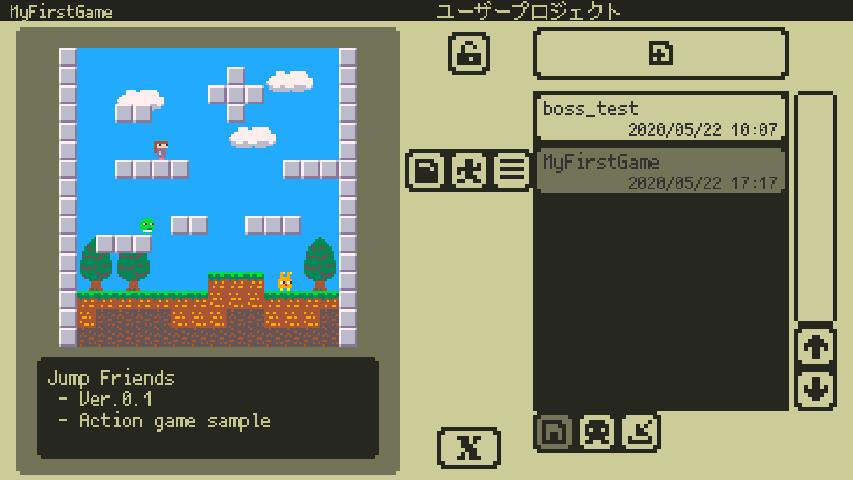 MyFirstGame
ユーザープロジェクト
boss_test
2020/05/22 10:07
MyFirstGame
2020/05/22 17:17
Jump Friends
- Ver.0.1
- Action game sample
X